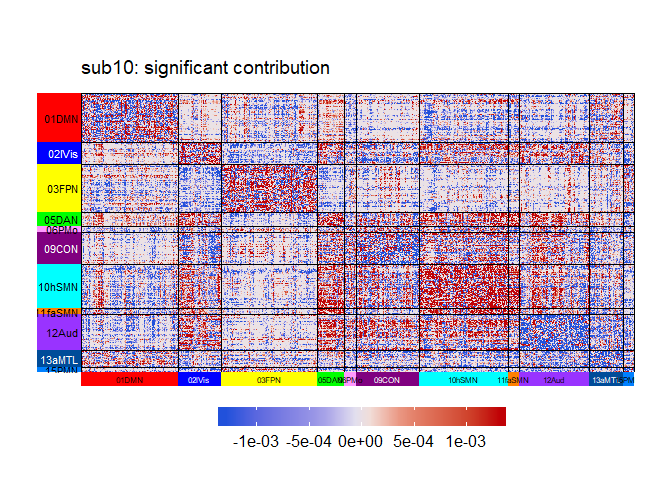 sub10: significant contribution
01DMN
02lVis
03FPN
05DAN
09CON
10hSMN
11faSMN
12Aud
13aMTL
15PMN
01DMN
02lVis
03FPN
05DAN
09CON
10hSMN
11faSMN
12Aud
13aMTL
-1e-03 -5e-04 0e+00 5e-04 1e-03